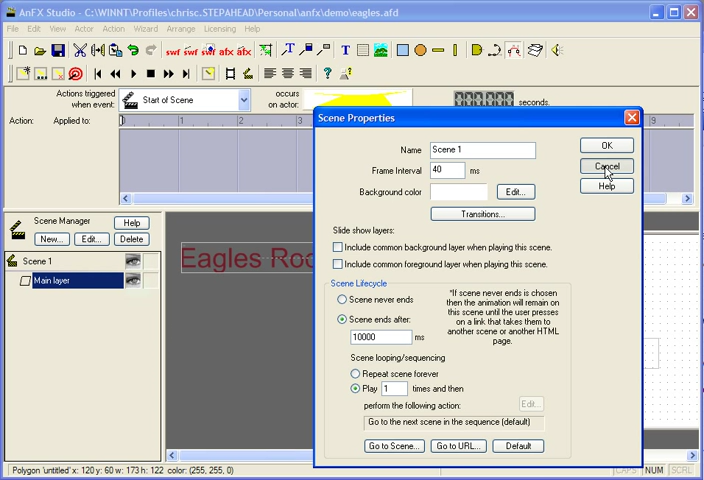 AnFX Studio - C:\WINNT\Profiles\chrisc.STEPAHEAD\Personal\anfx\demo\eagles.afd
File Edit View Actor Action Wizard Arrange Licensing Help
swf swf swf afx afx
Actions triggered when event:
Start of Scene
occurs on actor:
000.000 seconds.
Action: Applied to: 0 1 2 3 9
Scene Manager Help
New... Edit... Delete
Scene 1
Main layer
Eagles Roc
Scene Properties
Name Scene 1 OK
Frame Interval 40 ms Cancel
Background color Edit... Help
Transitions...
Slide show layers:
Include common background layer when playing this scene.
Include common foreground layer when playing this scene.
Scene Lifecycle
Scene never ends
Scene ends after:
10000 ms
*If scene never ends is chosen
then the animation will remain on
this scene until the user presses
on a link that takes them to
another scene or another HTML
page.
Scene looping/sequencing
Repeat scene forever
Play 1 times and then
perform the following action: Edit...
Go to the next scene in the sequence (default)
Go to Scene... Go to URL... Default
Polygon 'untitled' x: 120 y: 60 w: 173 h: 122 color: (255, 255, 0)
CAPS NUM SCRL